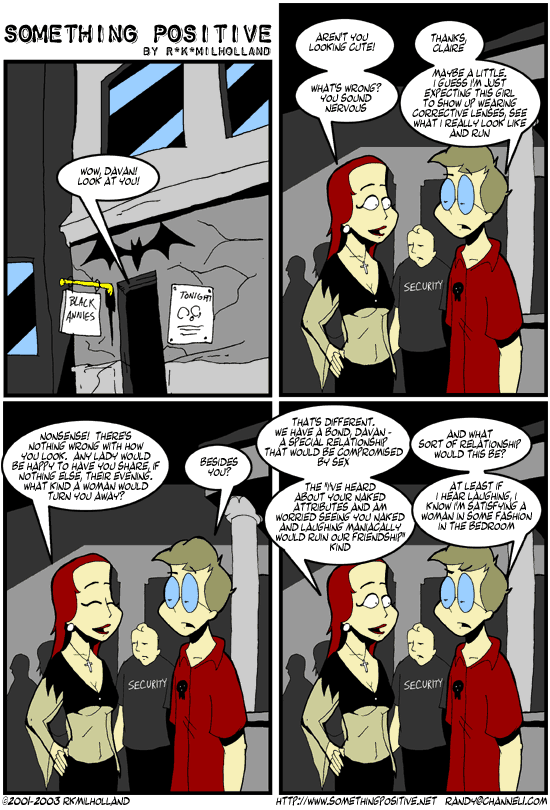 SOMETHING POSITIVE
BY R*K*MILHOLLAND
WOW, DAVAN!
LOOK AT YOU!
BLACK
ANNIES
TONIGHT
AREN'T YOU
LOOKING CUTE!
THANKS,
CLAIRE
WHAT'S WRONG?
YOU SOUND
NERVOUS
MAYBE A LITTLE.
I GUESS I'M JUST
EXPECTING THIS GIRL
TO SHOW UP WEARING
CORRECTIVE LENSES, SEE
WHAT I REALLY LOOK LIKE
AND RUN
SECURITY
NONSENSE! THERE'S
NOTHING WRONG WITH HOW
YOU LOOK. ANY LADY WOULD
BE HAPPY TO HAVE YOU SHARE, IF
NOTHING ELSE, THEIR EVENING.
WHAT KIND A WOMAN WOULD
TURN YOU AWAY?
BESIDES
YOU?
SECURITY
THAT'S DIFFERENT.
WE HAVE A BOND, DAVAN -
A SPECIAL RELATIONSHIP
THAT WOULD BE COMPROMISED
BY SEX
AND WHAT
SORT OF RELATIONSHIP
WOULD THIS BE?
THE "I'VE HEARD
ABOUT YOUR NAKED
ATTRIBUTES AND AM
WORRIED SEEING YOU NAKED
AND LAUGHING MANIACALLY
WOULD RUIN OUR FRIENDSHIP"
KIND
AT LEAST IF
I HEAR LAUGHING, I
KNOW I'M SATISFYING A
WOMAN IN SOME FASHION
IN THE BEDROOM
SECURITY
©2001-2003 RKMILHOLLAND
HTTP://WWW.SOMETHINGPOSITIVE.NET RANDY@CHANNEL1.COM